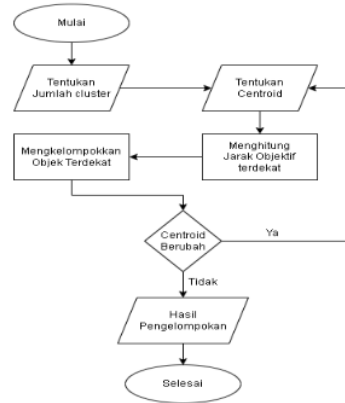 Mulai
Tentukan
Jumlah cluster
Tentukan
Centroid
Mengkelompokkan
Objek Terdekat
Menghitung
Jarak Objektif
terdekat
Centroid
Berubah
Ya
Tidak
Hasil
Pengelompokan
Selesai